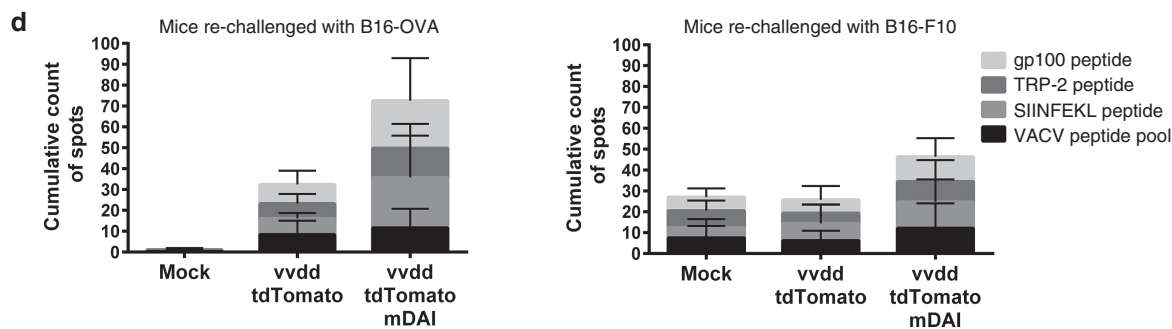 d
Mice re-challenged with B16-OVA
Cumulative count
of spots
100
90
80
70
60
50
40
30
20
10
0
Mock
vvdd
tdTomato
vvdd
tdTomato
mDAI
Mice re-challenged with B16-F10
Cumulative count
of spots
100
90
80
70
60
50
40
30
20
10
0
Mock
vvdd
tdTomato
vvdd
tdTomato
mDAI
gp100 peptide
TRP-2 peptide
SIINFEKL peptide
VACV peptide pool